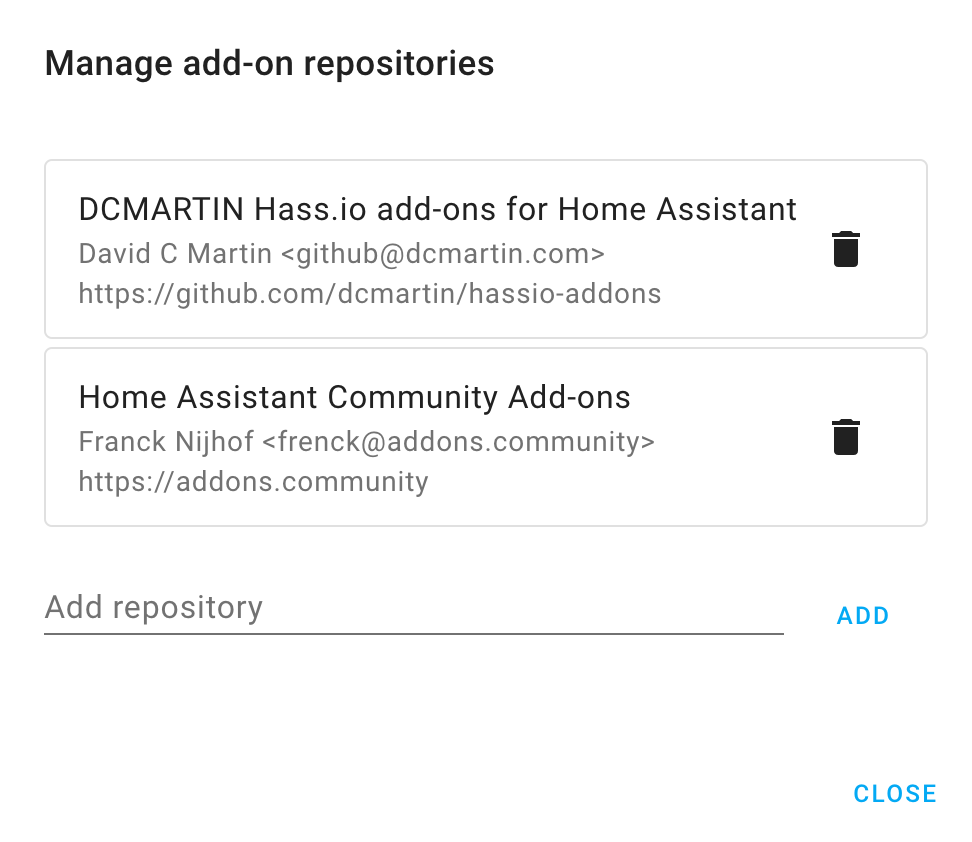 Manage add-on repositories
DCMARTIN Hass.io add-ons for Home Assistant
David C Martin <github@dcmartin.com>
https://github.com/dcmartin/hassio-addons
Home Assistant Community Add-ons
Franck Nijhof <frenck@addons.community>
https://addons.community
Add repository
ADD
CLOSE